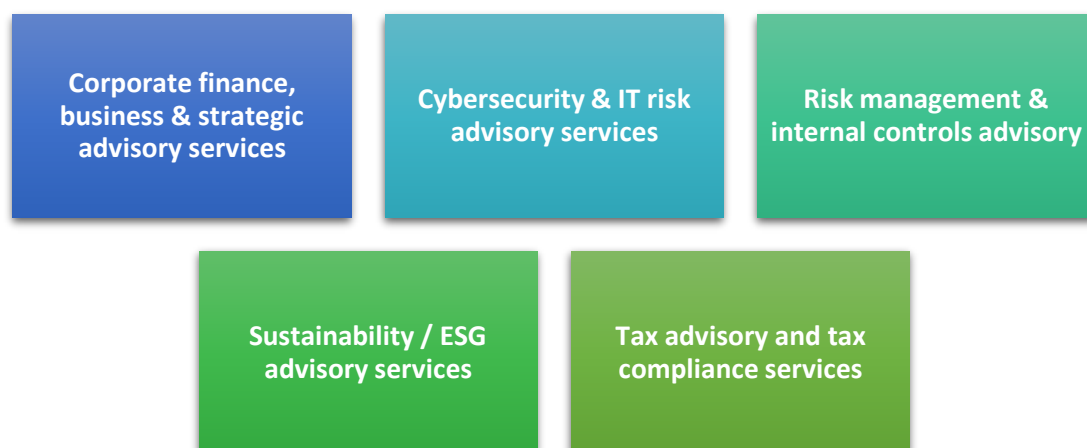 Corporate finance,
business & strategic
advisory services
Cybersecurity & IT risk
advisory services
Risk management &
internal controls advisory
Sustainability / ESG
advisory services
Tax advisory and tax
compliance services